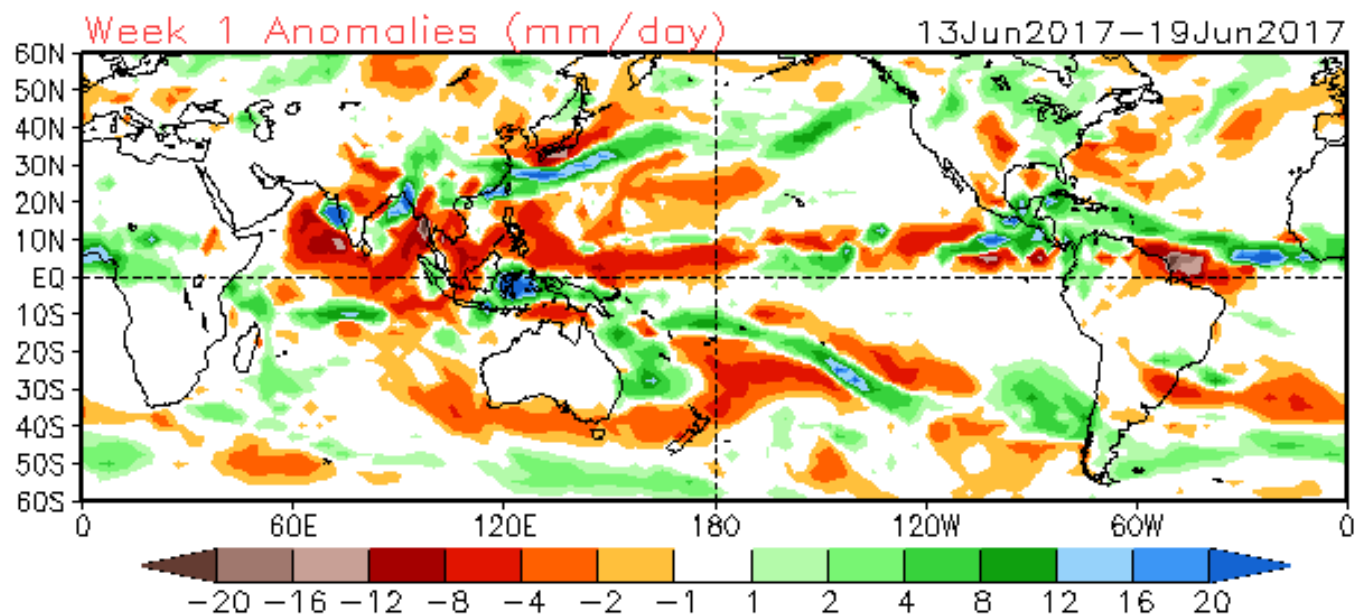 Week 1 Anomalies (mm/day) 13Jun2017-19Jun2017
60N
50N
40N
30N
20N
10N
EQ
10S
20S
30S
40S
50S
60S
0 60E 120E 180 120W 60W 0
-20 -16 -12 -8 -4 -2 -1 1 2 4 8 12 16 20